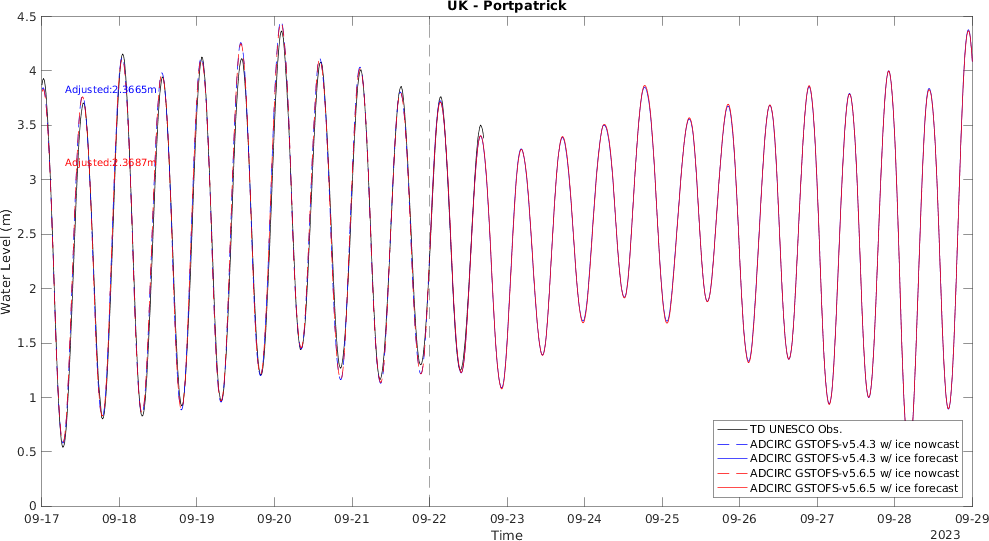 UK - Portpatrick
4.5
4
3.5
3
2.5
2
1.5
1
0.5
0
Water Level (m)
Adjusted:2.3665m
Adjusted:2.3687m
TD UNESCO Obs.
ADCIRC GSTOFS-v5.4.3 w/ ice nowcast
ADCIRC GSTOFS-v5.4.3 w/ ice forecast
ADCIRC GSTOFS-v5.6.5 w/ ice nowcast
ADCIRC GSTOFS-v5.6.5 w/ ice forecast
09-17 09-18 09-19 09-20 09-21 09-22 09-23 09-24 09-25 09-26 09-27 09-28 09-29
Time
2023